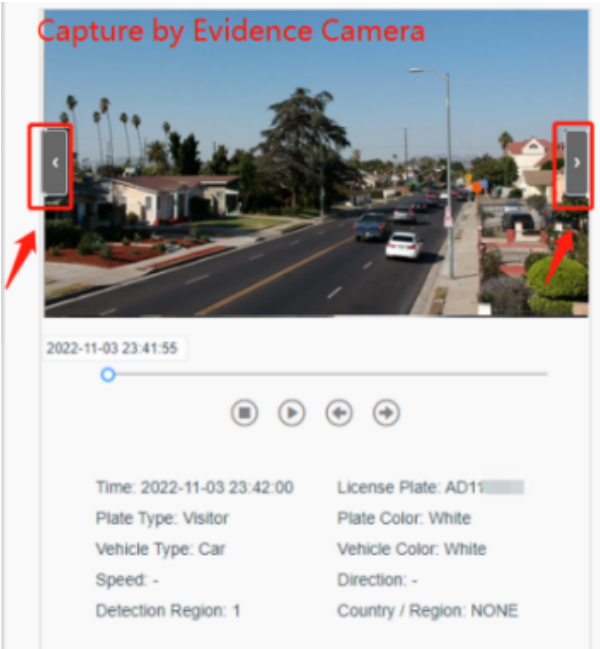 Capture by Evidence Camera
2022-11-03 23:41:55
Time: 2022-11-03 23:42:00 License Plate: AD11
Plate Type: Visitor Plate Color: White
Vehicle Type: Car Vehicle Color: White
Speed: - Direction: -
Detection Region: 1 Country / Region: NONE